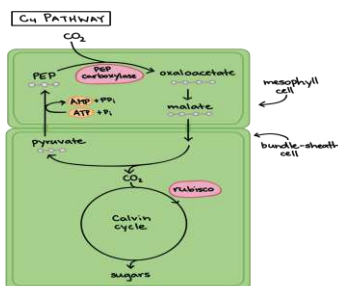 C4 PATHWAY
CO2
PEP
carboxylase
PEP
oxaloacetate
mesophyll
cell
AMP + PPi
ATP + Pi
malate
pyruvate
bundle-sheath
cell
CO2
rubisco
Calvin
cycle
sugars